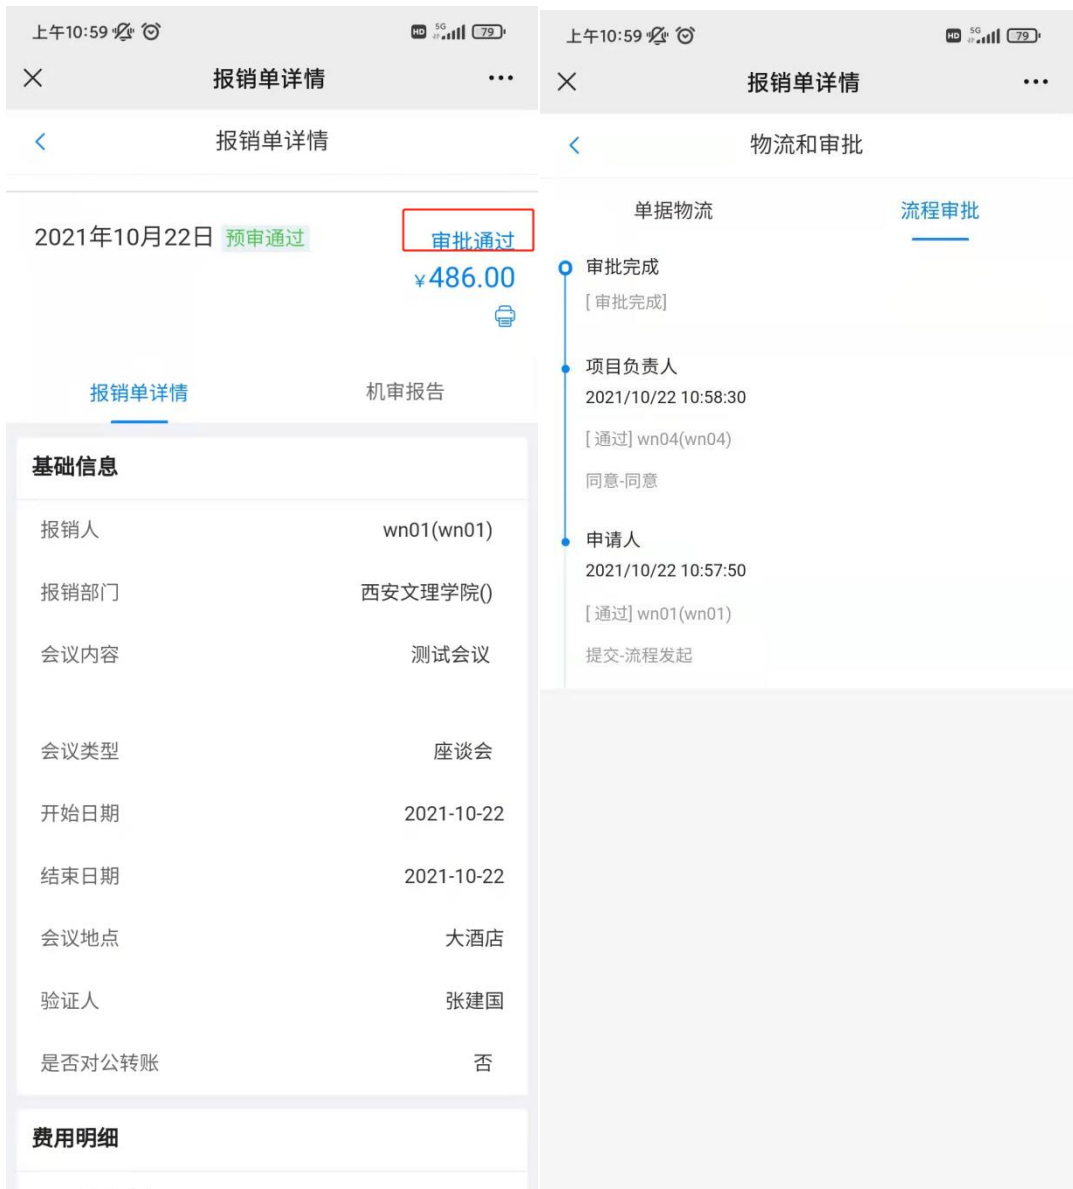 上午10:59
HD 5G 79
报销单详情
报销单详情
2021年10月22日 预审通过 审批通过
¥486.00
报销单详情 机审报告
基础信息
报销人 wn01(wn01)
报销部门 西安文理学院()
会议内容 测试会议
会议类型 座谈会
开始日期 2021-10-22
结束日期 2021-10-22
会议地点 大酒店
验证人 张建国
是否对公转账 否
费用明细
上午10:59
HD 5G 79
报销单详情
物流和审批
单据物流 流程审批
审批完成
[ 审批完成]
项目负责人
2021/10/22 10:58:30
[ 通过] wn04(wn04)
同意-同意
申请人
2021/10/22 10:57:50
[ 通过] wn01(wn01)
提交-流程发起